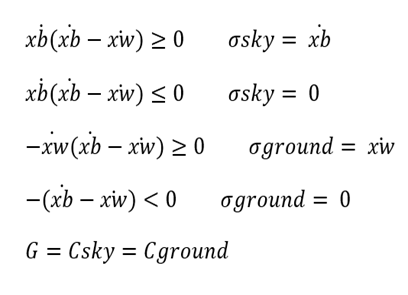 ẋb(ẋb − ẋw) ≥ 0 σsky = ẋb
ẋb(ẋb − ẋw) ≤ 0 σsky = 0
−ẋw(ẋb − ẋw) ≥ 0 σground = ẋw
−(ẋb − ẋw) < 0 σground = 0
G = Csky = Cground